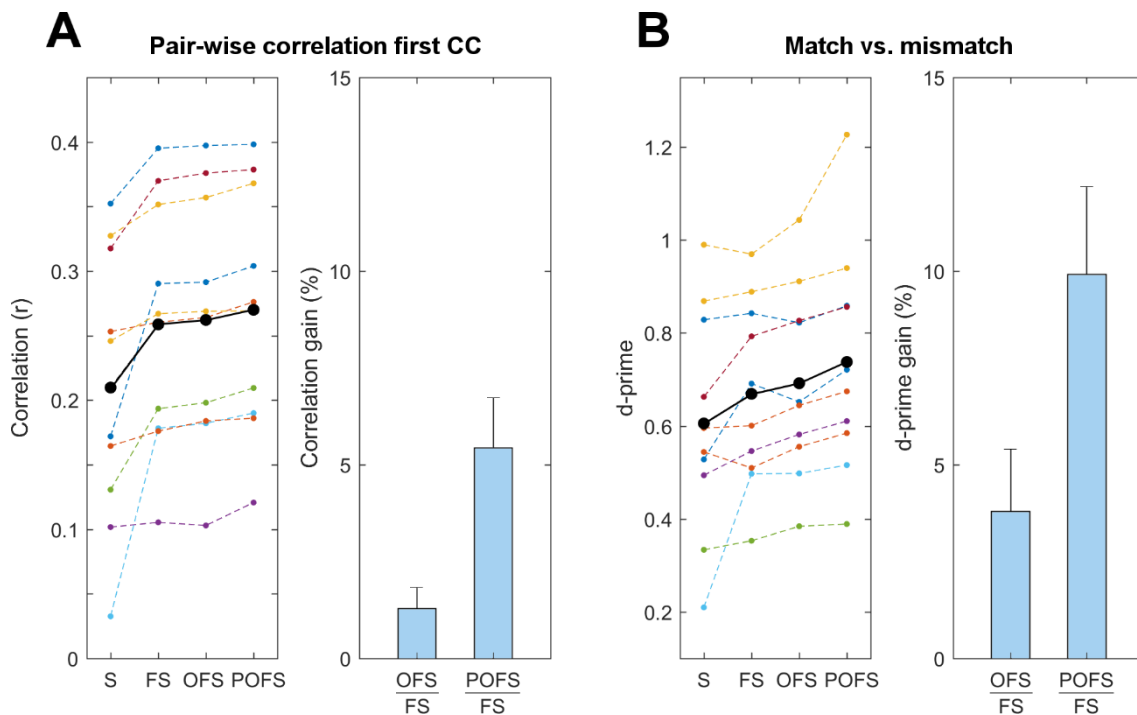 A
Pair-wise correlation first CC
Correlation (r)
0.4
0.3
0.2
0.1
0
S FS OFS POFS
Correlation gain (%)
15
10
5
0
OFS
FS
POFS
FS
B
Match vs. mismatch
d-prime
1.2
1
0.8
0.6
0.4
0.2
S FS OFS POFS
d-prime gain (%)
15
10
5
0
OFS
FS
POFS
FS